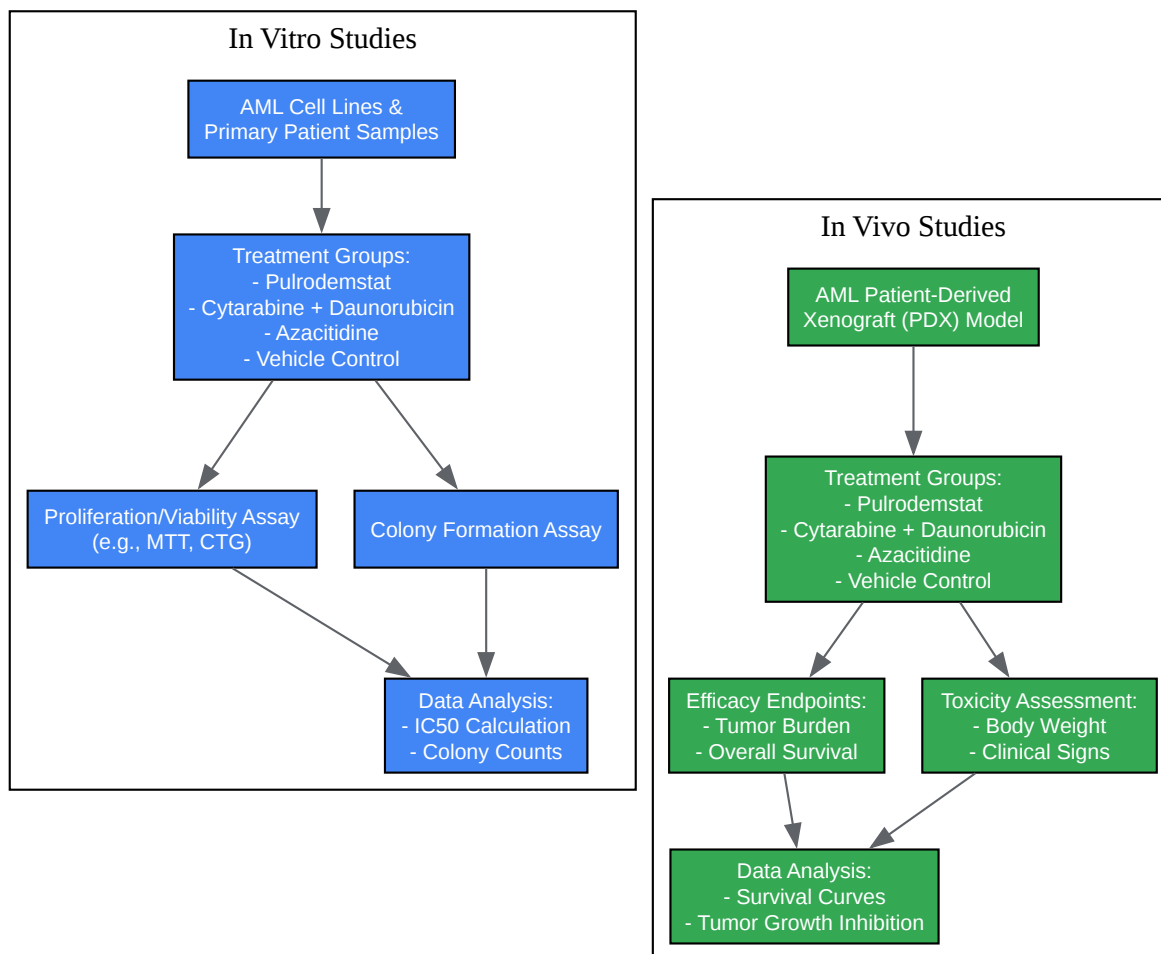 In Vitro Studies
AML Cell Lines &
Primary Patient Samples
Treatment Groups:
- Pulrodemstat
- Cytarabine + Daunorubicin
- Azacitidine
- Vehicle Control
Proliferation/Viability Assay
(e.g., MTT, CTG)
Colony Formation Assay
Data Analysis:
- IC50 Calculation
- Colony Counts
In Vivo Studies
AML Patient-Derived
Xenograft (PDX) Model
Treatment Groups:
- Pulrodemstat
- Cytarabine + Daunorubicin
- Azacitidine
- Vehicle Control
Efficacy Endpoints:
- Tumor Burden
- Overall Survival
Toxicity Assessment:
- Body Weight
- Clinical Signs
Data Analysis:
- Survival Curves
- Tumor Growth Inhibition